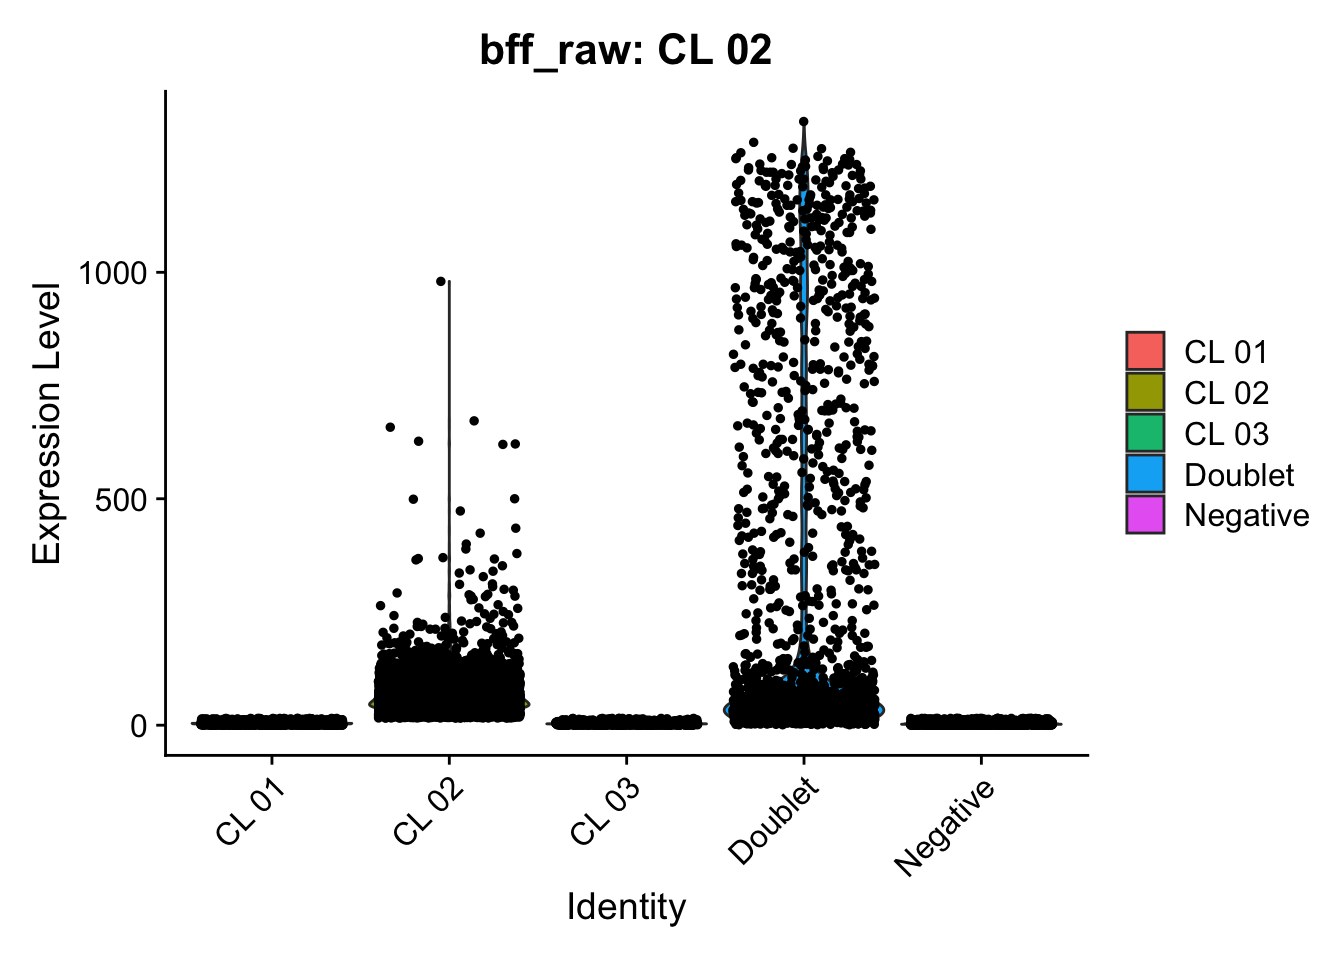 bff_raw: CL 02
Expression Level
1000
500
0
CL 01
CL 02
CL 03
Doublet
Negative
Identity
CL 01
CL 02
CL 03
Doublet
Negative